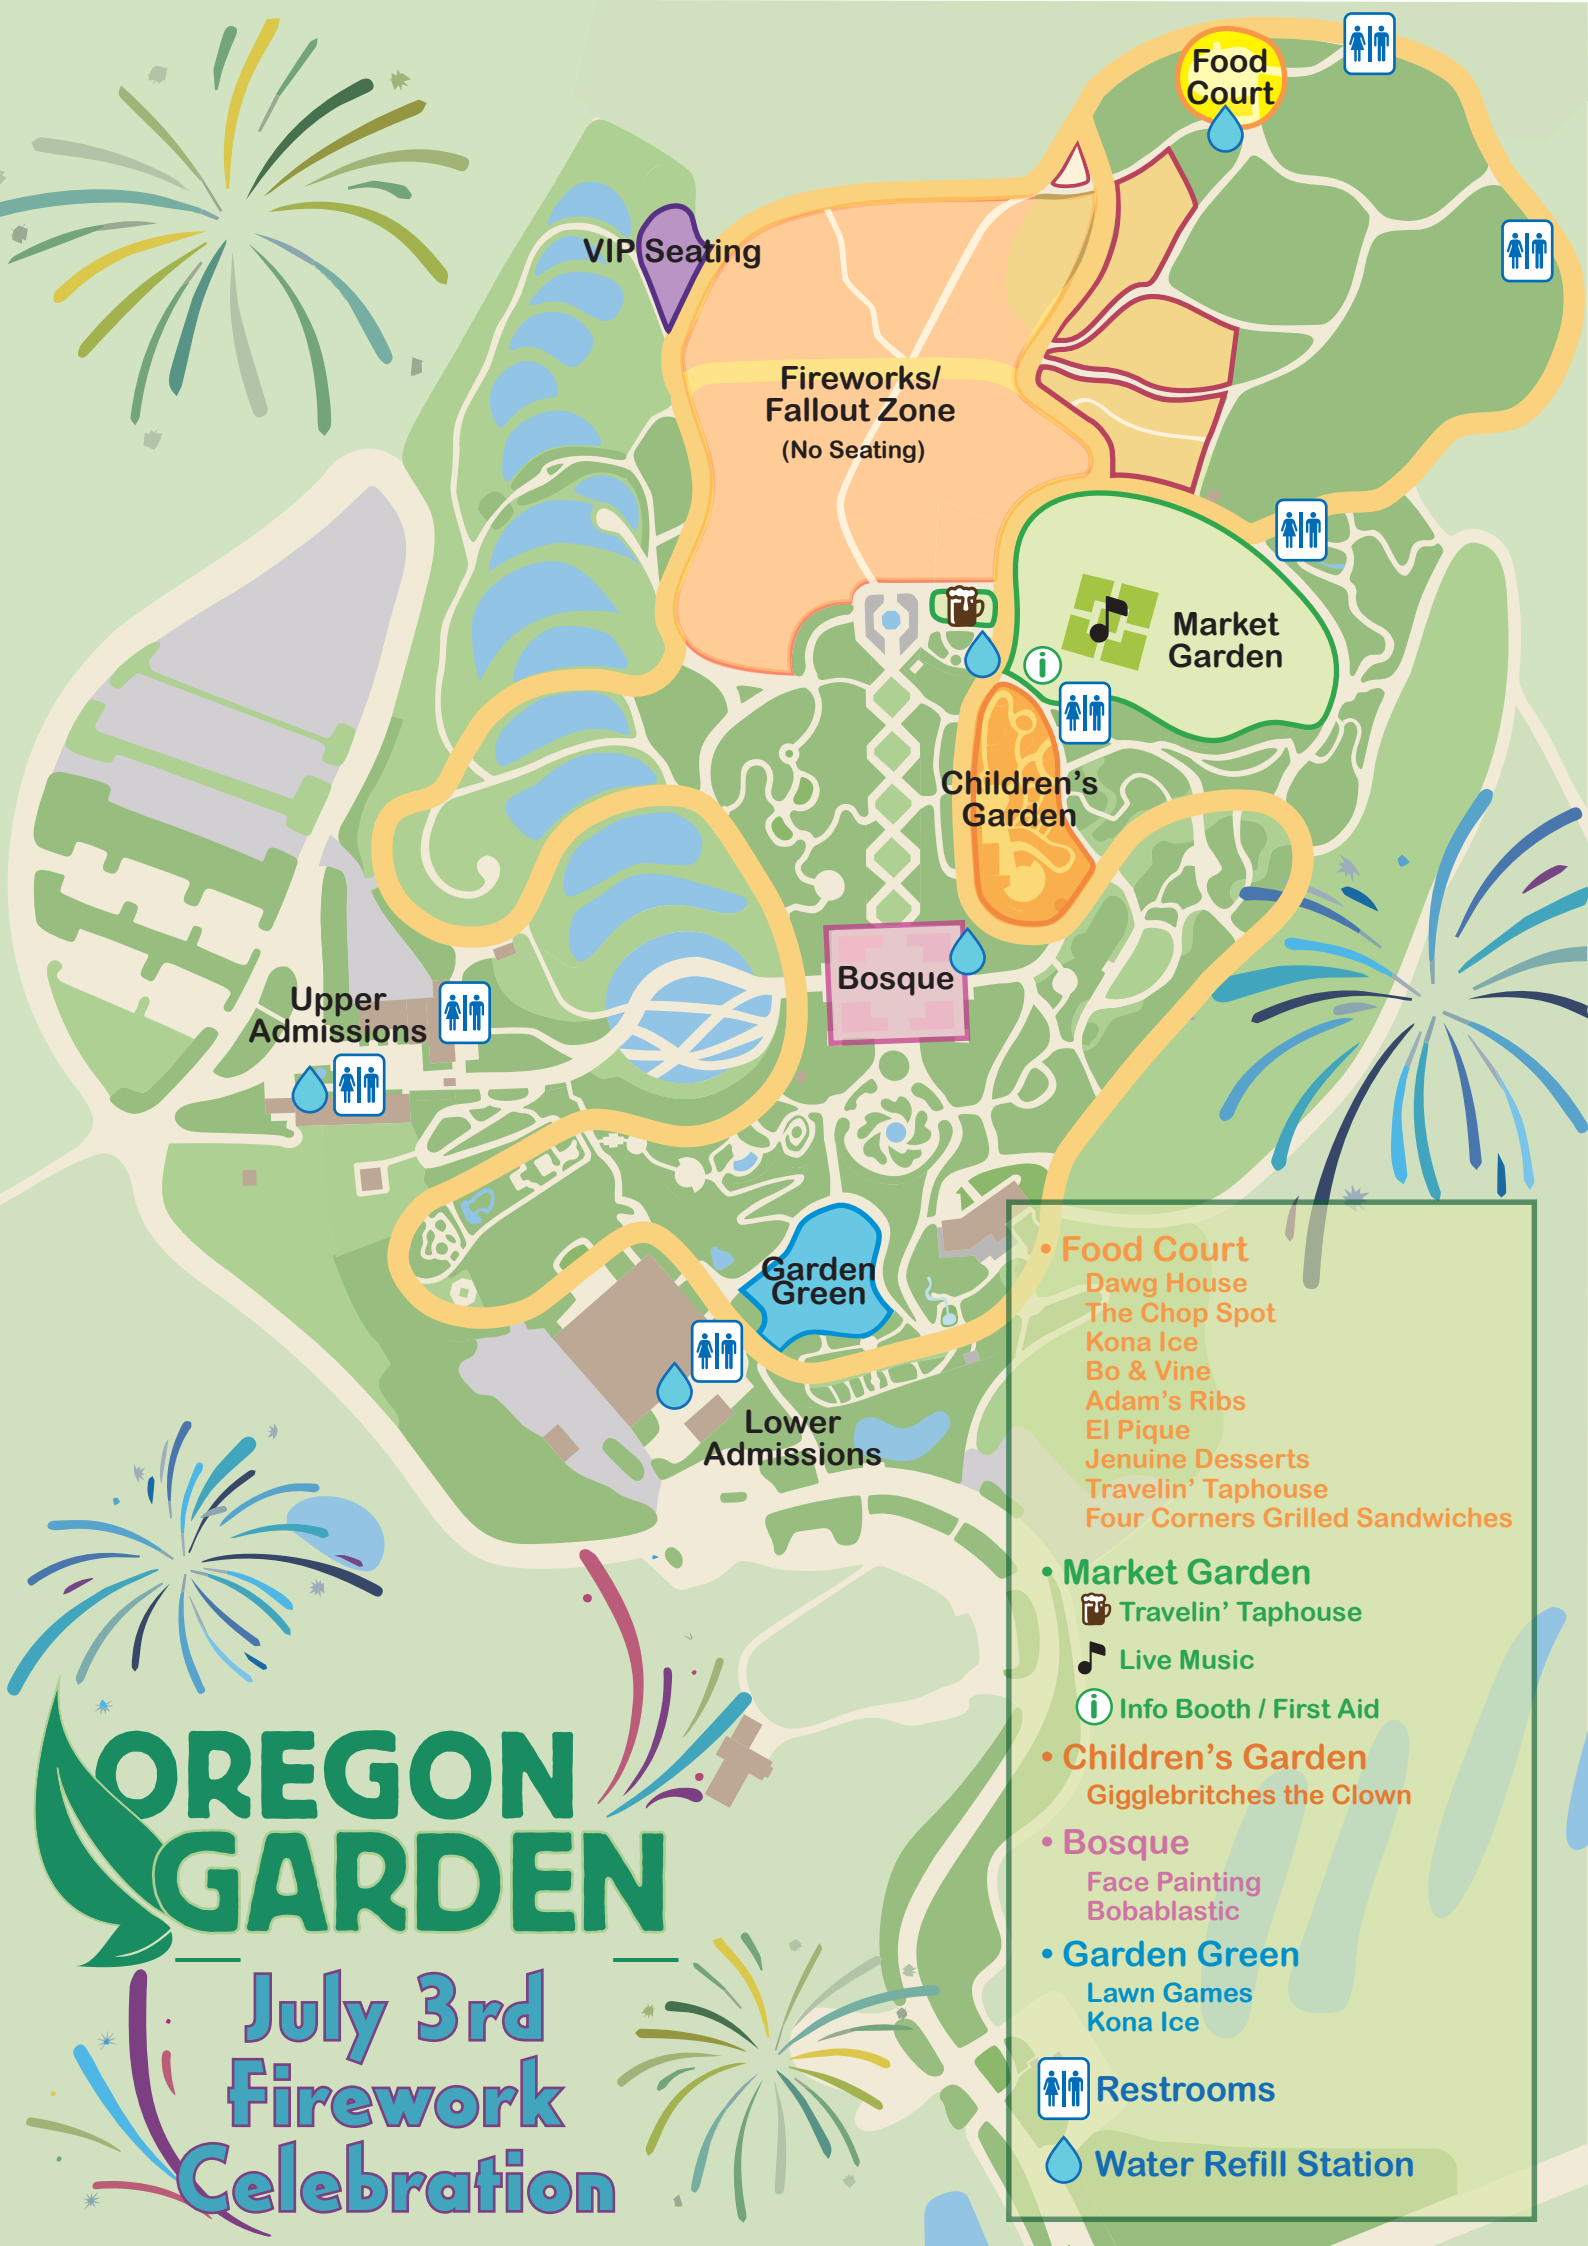 Food
Court
VIP Seating
Fireworks/
Fallout Zone
(No Seating)
Market
Garden
i
Children's
Garden
Bosque
Upper
Admissions
Garden
Green
Lower
Admissions
• Food Court
Dawg House
The Chop Spot
Kona Ice
Bo & Vine
Adam's Ribs
El Pique
Jenuine Desserts
Travelin' Taphouse
Four Corners Grilled Sandwiches
• Market Garden
Travelin' Taphouse
Live Music
i Info Booth / First Aid
• Children's Garden
Gigglebritches the Clown
• Bosque
Face Painting
Bobablastic
• Garden Green
Lawn Games
Kona Ice
Restrooms
Water Refill Station
OREGON
GARDEN
July 3rd
Firework
Celebration